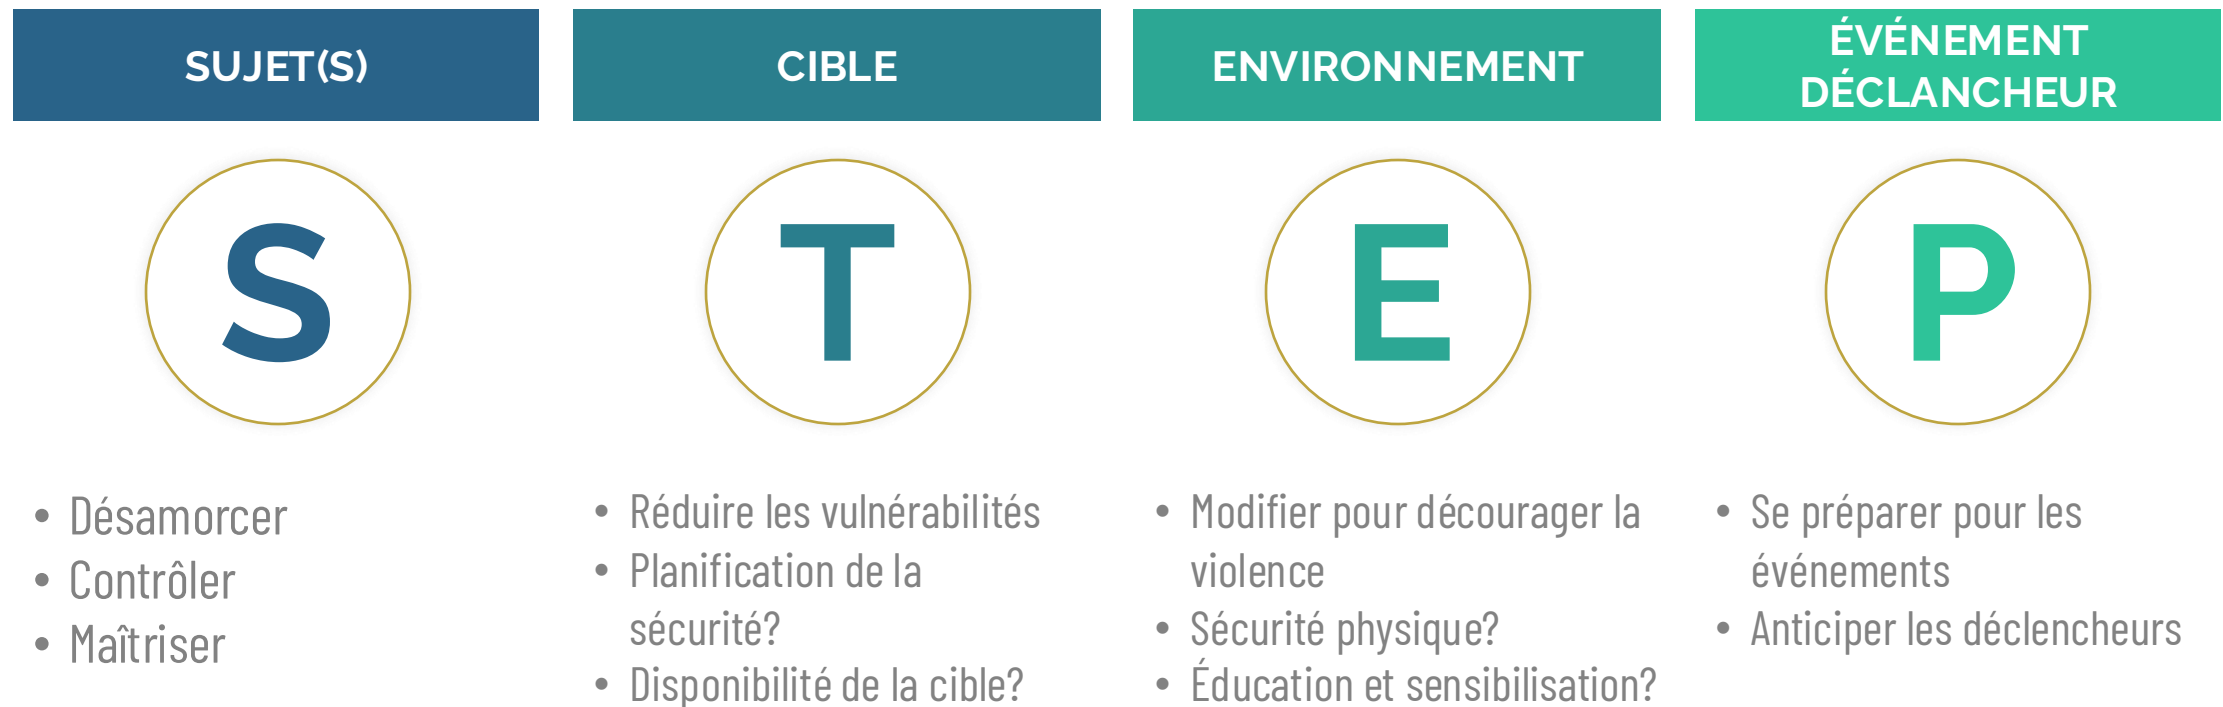 SUJET(S)
S
• Désamorcer
• Contrôler
• Maîtriser
CIBLE
T
• Réduire les vulnérabilités
• Planification de la
sécurité?
• Disponibilité de la cible?
ENVIRONNEMENT
E
• Modifier pour décourager la
violence
• Sécurité physique?
• Éducation et sensibilisation?
ÉVÉNEMENT
DÉCLANCHEUR
P
• Se préparer pour les
événements
• Anticiper les déclencheurs